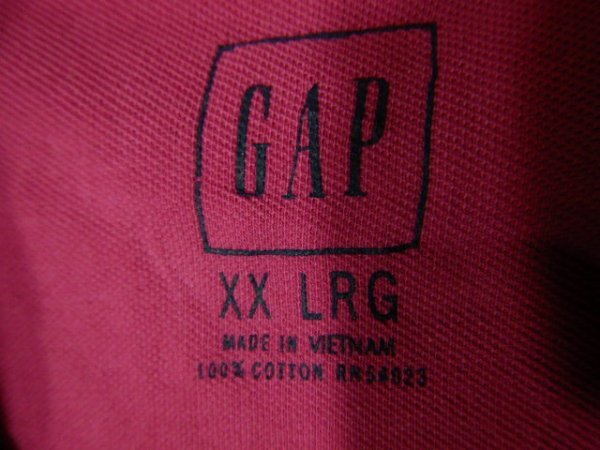 GAP
XX LRG
MADE IN VIETNAM
100% COTTON RN54023